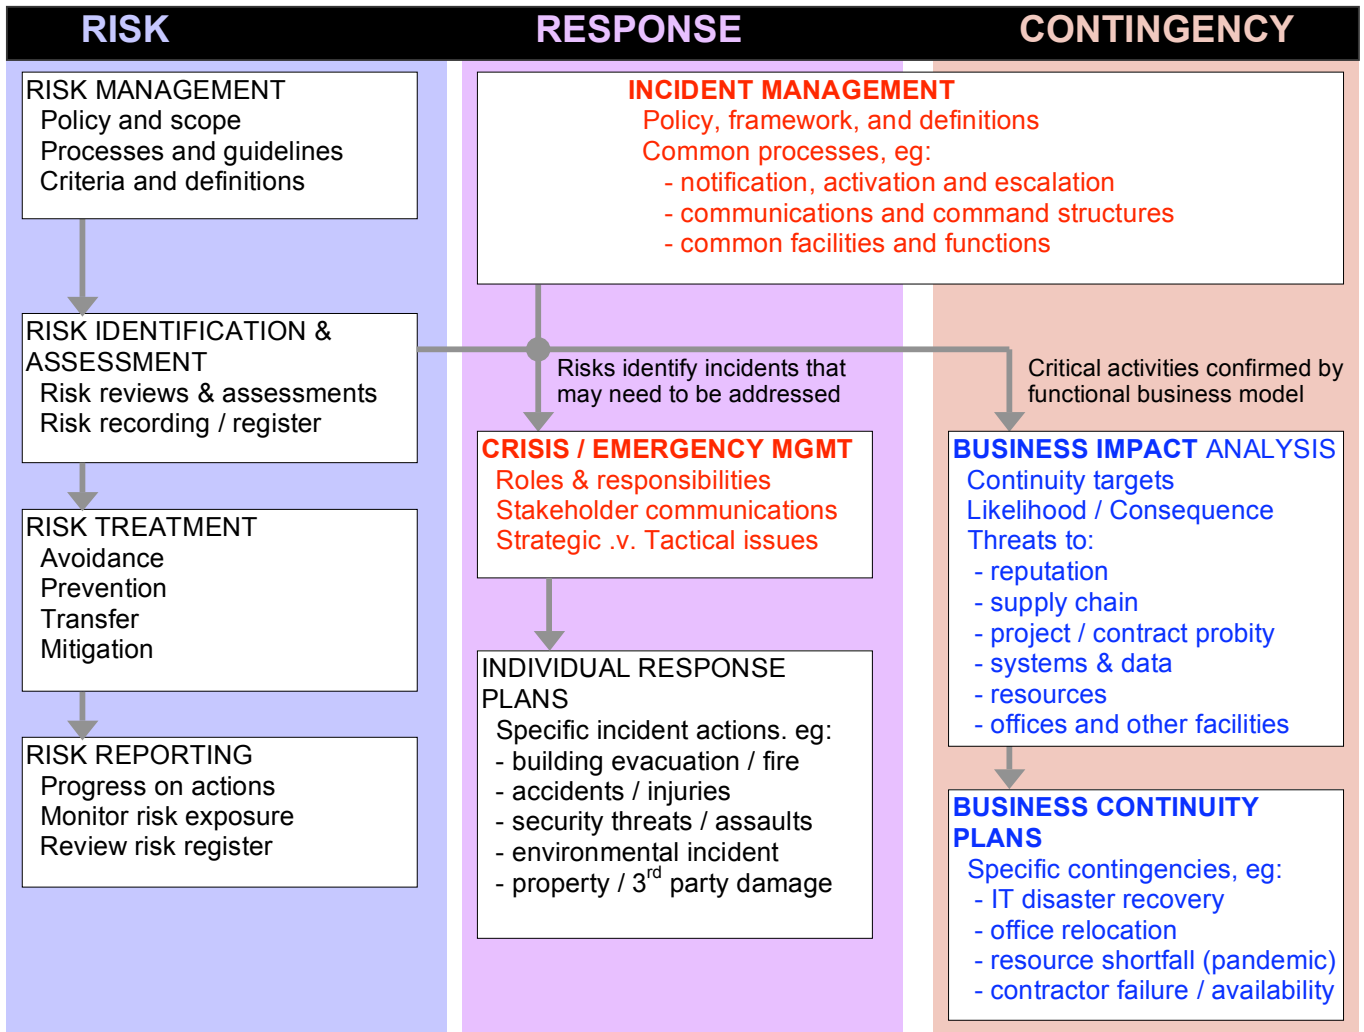 RISK
RESPONSE
CONTINGENCY
RISK MANAGEMENT
Policy and scope
Processes and guidelines
Criteria and definitions
INCIDENT MANAGEMENT
Policy, framework, and definitions
Common processes, eg:
- notification, activation and escalation
- communications and command structures
- common facilities and functions
RISK IDENTIFICATION &
ASSESSMENT
Risk reviews & assessments
Risk recording / register
Risks identify incidents that
may need to be addressed
Critical activities confirmed by
functional business model
RISK TREATMENT
Avoidance
Prevention
Transfer
Mitigation
RISK REPORTING
Progress on actions
Monitor risk exposure
Review risk register
CRISIS / EMERGENCY MGMT
Roles & responsibilities
Stakeholder communications
Strategic .v. Tactical issues
INDIVIDUAL RESPONSE
PLANS
Specific incident actions. eg:
- building evacuation / fire
- accidents / injuries
- security threats / assaults
- environmental incident
- property / 3rd party damage
BUSINESS IMPACT ANALYSIS
Continuity targets
Likelihood / Consequence
Threats to:
- reputation
- supply chain
- project / contract probity
- systems & data
- resources
- offices and other facilities
BUSINESS CONTINUITY
PLANS
Specific contingencies, eg:
- IT disaster recovery
- office relocation
- resource shortfall (pandemic)
- contractor failure / availability